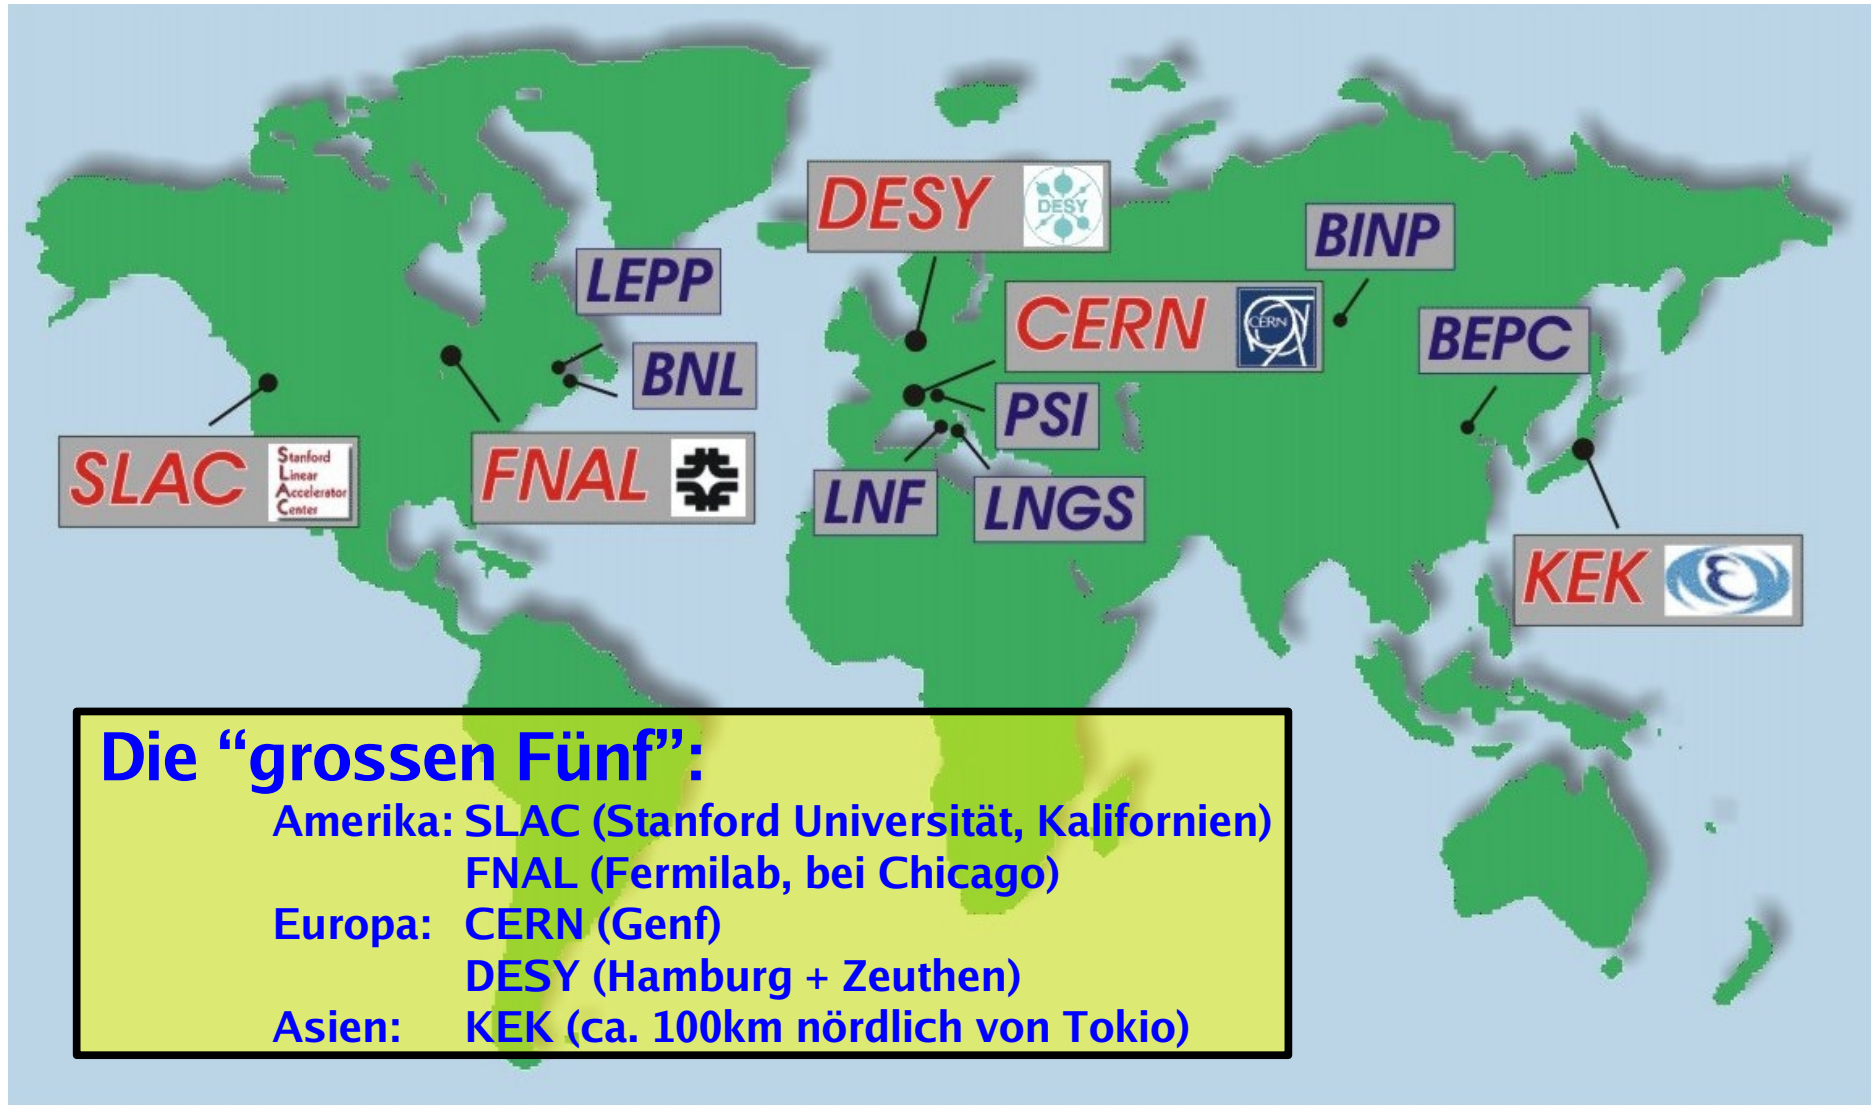 DESY
DESY
BINP
LEPP
CERN
CERN
BEPC
BNL
PSI
SLAC
Stanford
Linear
Accelerator
Center
FNAL
LNF
LNGS
KEK
Die “grossen Fünf”:
Amerika: SLAC (Stanford Universität, Kalifornien)
FNAL (Fermilab, bei Chicago)
Europa: CERN (Genf)
DESY (Hamburg + Zeuthen)
Asien: KEK (ca. 100km nördlich von Tokio)